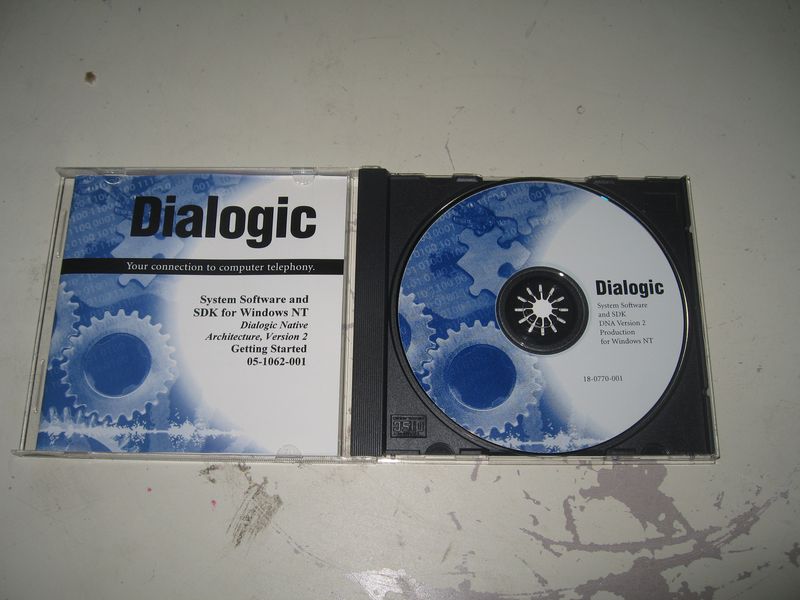 Dialogic
Your connection to computer telephony.
System Software and
SDK for Windows NT
Dialogic Native
Architecture, Version 2
Getting Started
05-1062-001
Dialogic
System Software
and SDK
DNA Version 2
Production
for Windows NT
18-0770-001